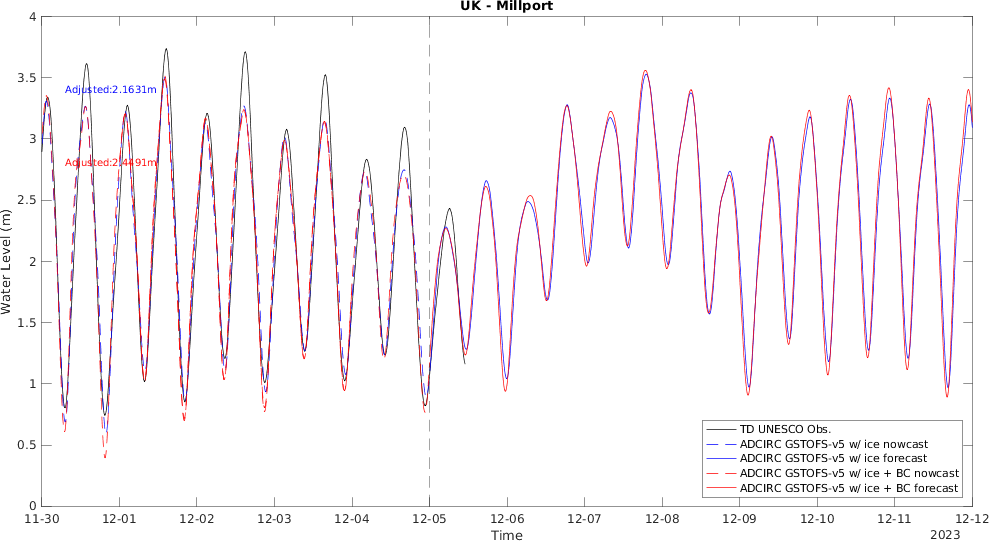 UK - Millport
4
3.5
3
2.5
2
1.5
1
0.5
0
Water Level (m)
Adjusted:2.1631m
Adjusted:2.4491m
TD UNESCO Obs.
ADCIRC GSTOFS-v5 w/ ice nowcast
ADCIRC GSTOFS-v5 w/ ice forecast
ADCIRC GSTOFS-v5 w/ ice + BC nowcast
ADCIRC GSTOFS-v5 w/ ice + BC forecast
11-30 12-01 12-02 12-03 12-04 12-05 12-06 12-07 12-08 12-09 12-10 12-11 12-12
Time
2023